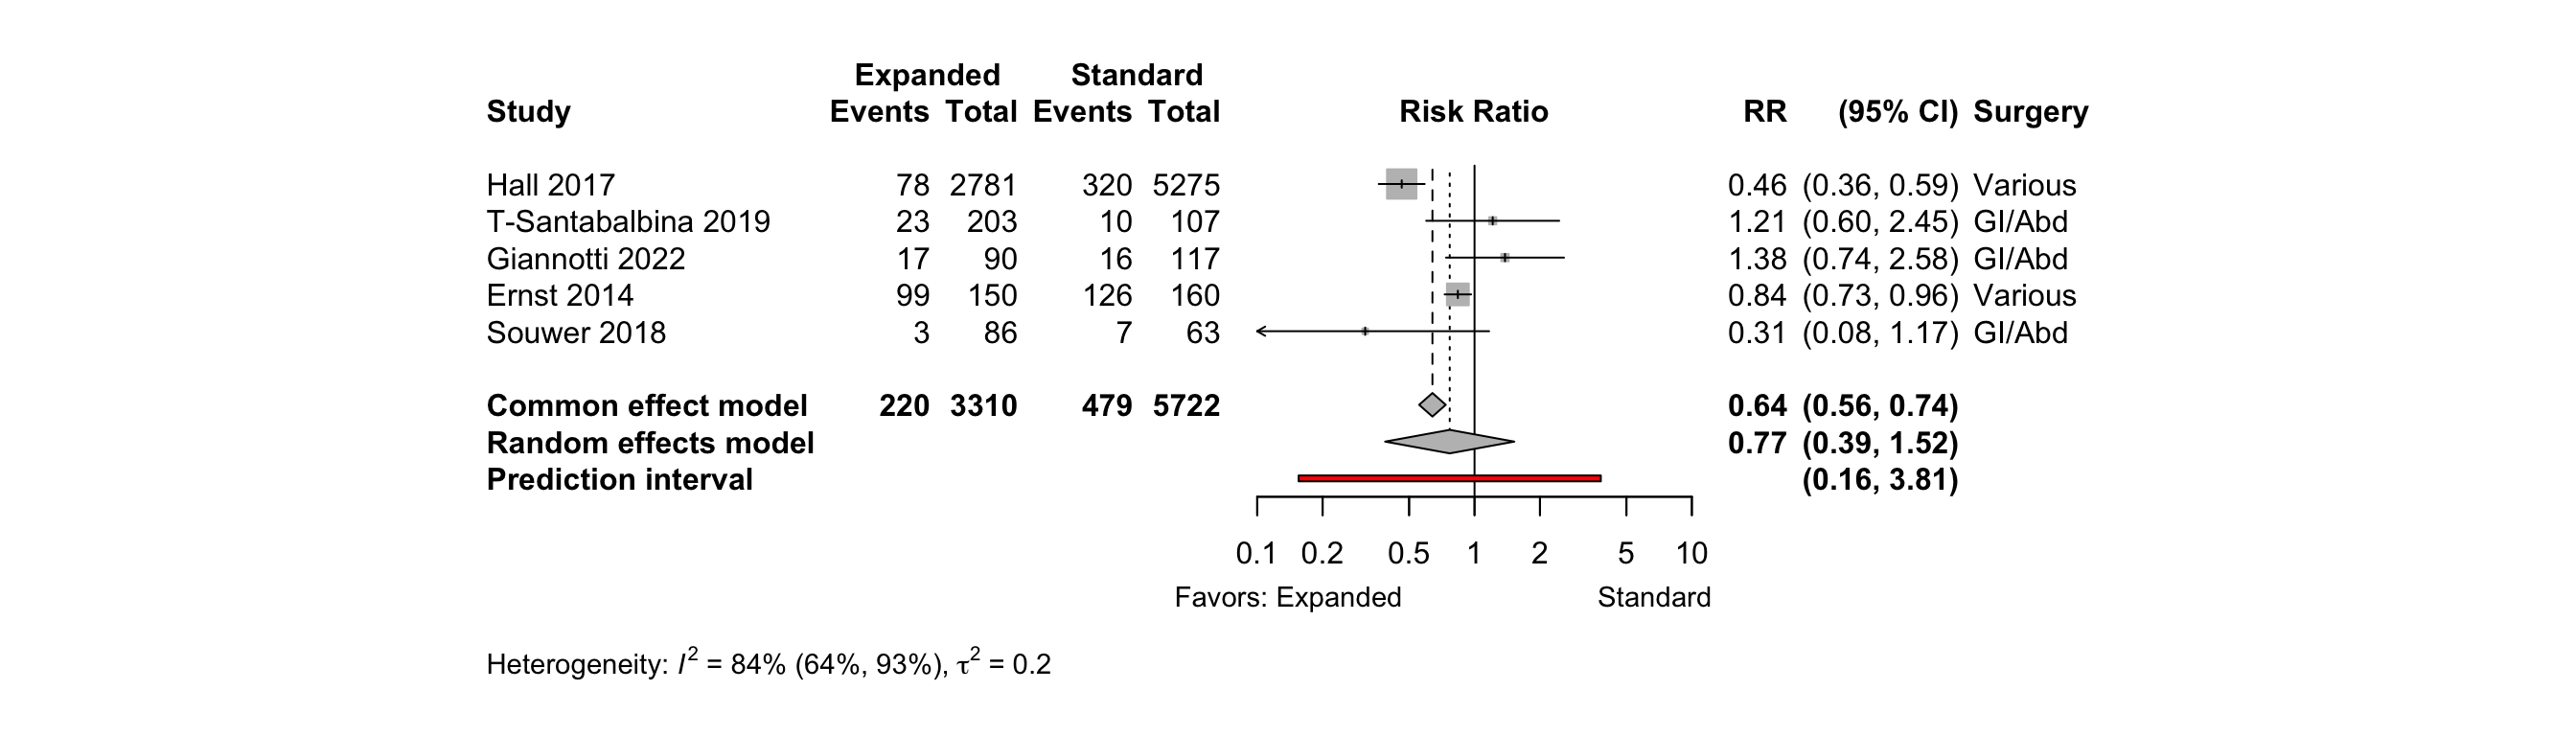 Expanded Standard
Study Events Total Events Total Risk Ratio RR (95% CI) Surgery
Hall 2017 78 2781 320 5275 0.46 (0.36, 0.59) Various
T-Santabalbina 2019 23 203 10 107 1.21 (0.60, 2.45) GI/Abd
Giannotti 2022 17 90 16 117 1.38 (0.74, 2.58) GI/Abd
Ernst 2014 99 150 126 160 0.84 (0.73, 0.96) Various
Souwer 2018 3 86 7 63 0.31 (0.08, 1.17) GI/Abd
Common effect model 220 3310 479 5722 0.64 (0.56, 0.74)
Random effects model 0.77 (0.39, 1.52)
Prediction interval (0.16, 3.81)
0.1 0.2 0.5 1 2 5 10
Favors: Expanded Standard
Heterogeneity: I² = 84% (64%, 93%), τ² = 0.2